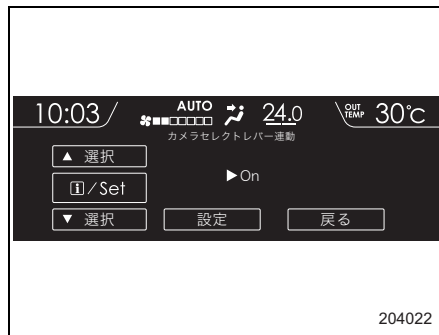 10:03 AUTO 24.0 OUT TEMP 30℃
カメラセレクトレバー連動
▲ 選択
▶On
i/Set
▼ 選択 設定 戻る
204022